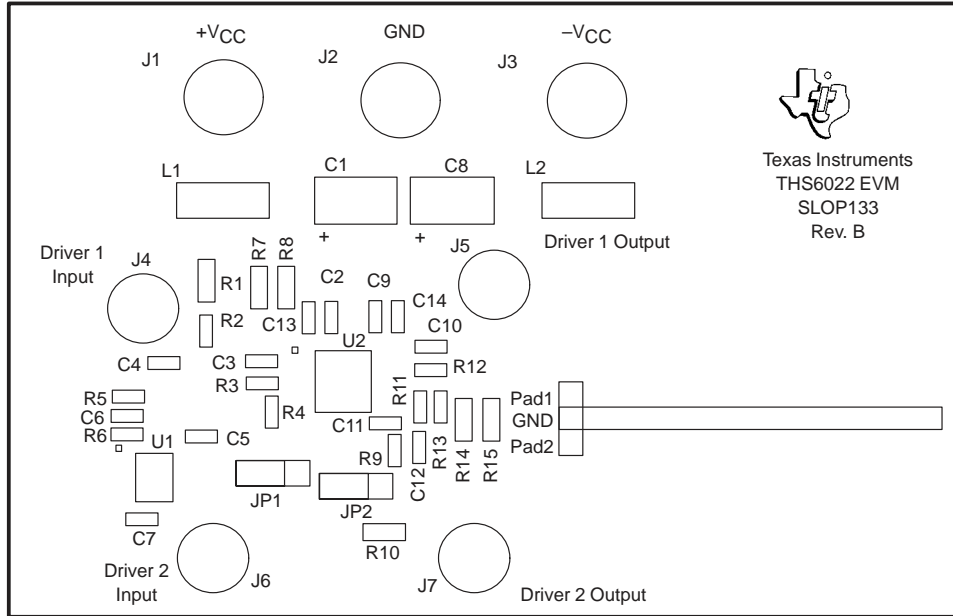 +VCC
GND
–VCC
J1
J2
J3
Texas Instruments
THS6022 EVM
SLOP133
Rev. B
L1
C1
C8
L2
+
+
Driver 1
Input
J4
R7
R8
J5
Driver 1 Output
R1
C2
C9
C14
R2
C13
C10
U2
C4
C3
R12
R3
R5
R11
Pad1
C6
R4
C11
GND
R6
U1
C5
R9
C12
R13
R14
R15
Pad2
JP1
JP2
C7
R10
Driver 2
Input
J6
J7
Driver 2 Output